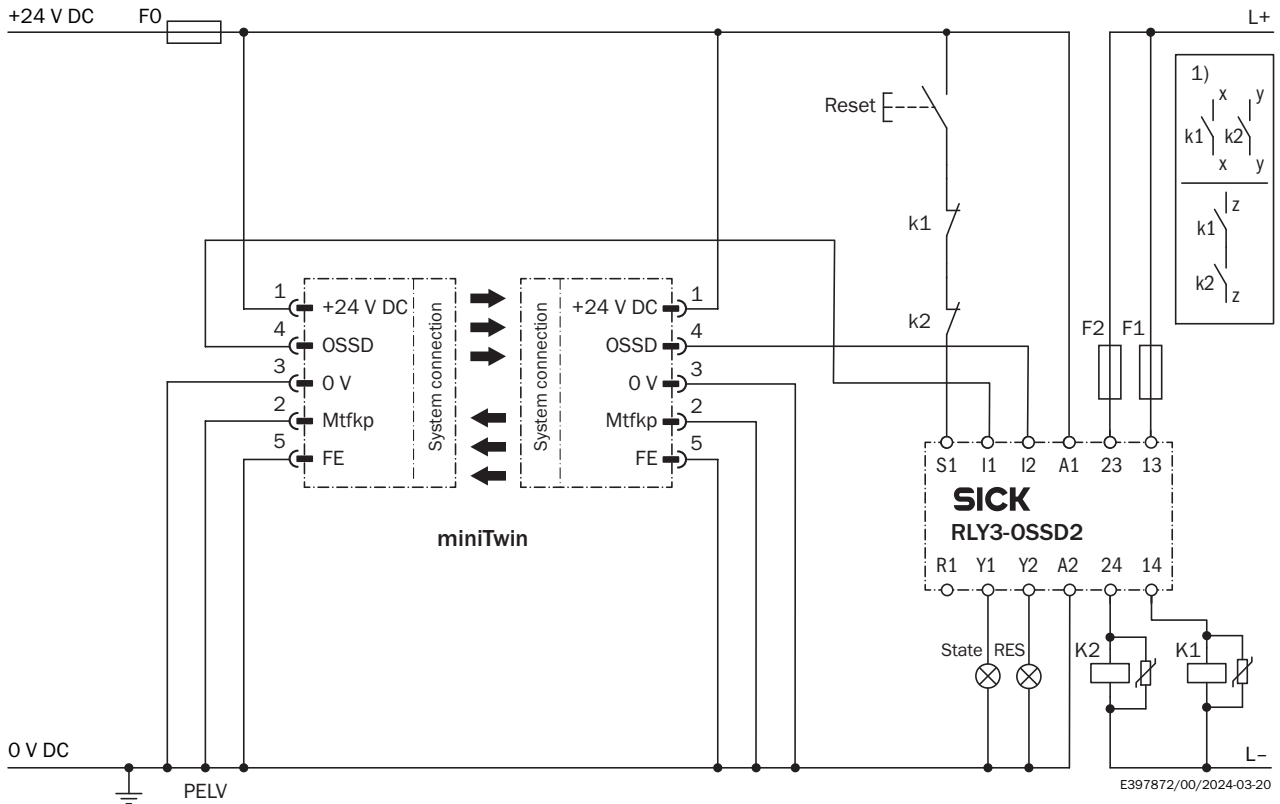 +24 V DC F0 L+
1)
x y
k1 k2
x y
z
k1
k2
z
Reset
k1
k2
F2 F1
1 +24 V DC
4 OSSD
3 0 V
2 Mtfkp
5 FE
System connection
System connection
+24 V DC 1
OSSD 4
0 V 3
Mtfkp 2
FE 5
miniTwin
S1 I1 I2 A1 23 13
SICK
RLY3-OSSD2
R1 Y1 Y2 A2 24 14
State RES K2 K1
0 V DC L–
PELV
E397872/00/2024-03-20